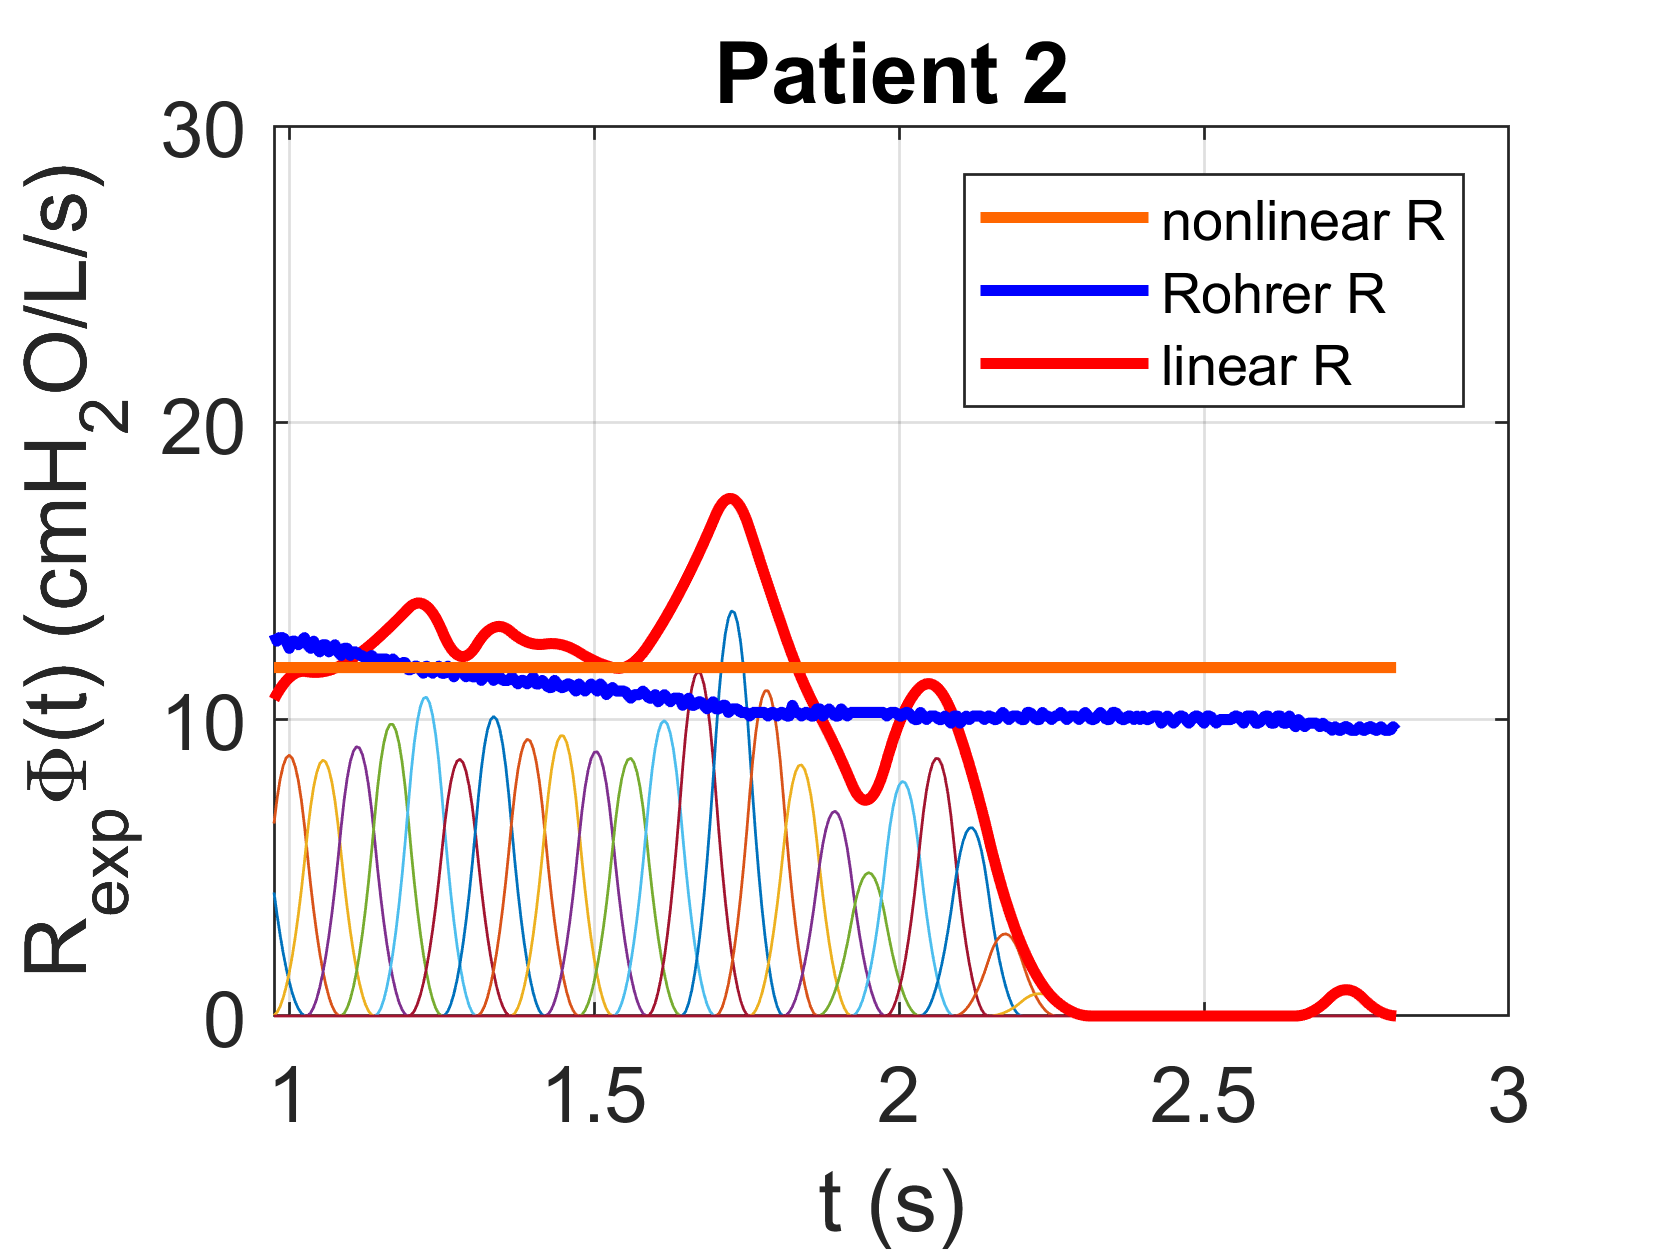 Patient 2
30
20
10
0
R_exp Φ(t) (cmH_2O/L/s)
nonlinear R
Rohrer R
linear R
1 1.5 2 2.5 3
t (s)